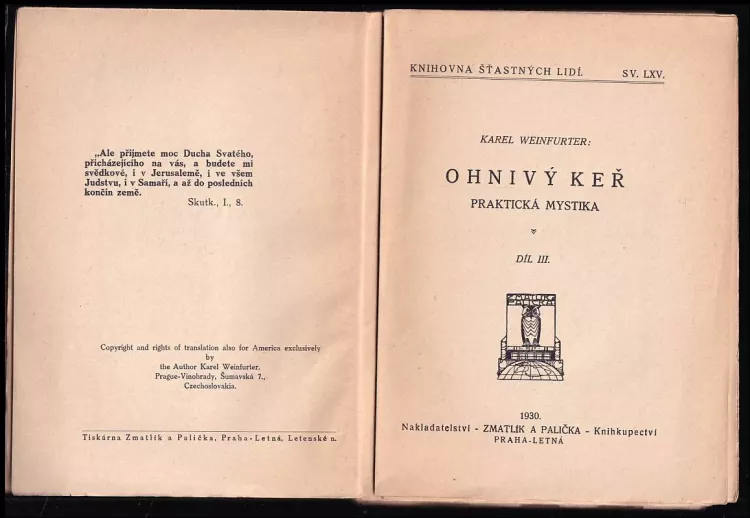 „Ale přijmete moc Ducha Svatého,
přicházejícího na vás, a budete mi
svědkové, i v Jerusalemě, i ve všem
Judstvu, i v Samaří, a až do posledních
končin země.
Skutk., I., 8.
Copyright and rights of translation also for America exclusively
by
the Author Karel Weinfurter.
Prague-Vinohrady, Šumavská 7.,
Czechoslovakia.
Tiskárna Zmatlík a Palička, Praha-Letná, Letenské n.
KNIHOVNA ŠŤASTNÝCH LIDÍ. SV. LXV.
KAREL WEINFURTER:
OHNIVÝ KEŘ
PRAKTICKÁ MYSTIKA
DÍL III.
ZMATLÍK A
PALIČKA
1930.
Nakladatelství - ZMATLÍK A PALIČKA - Knihkupectví
PRAHA-LETNÁ